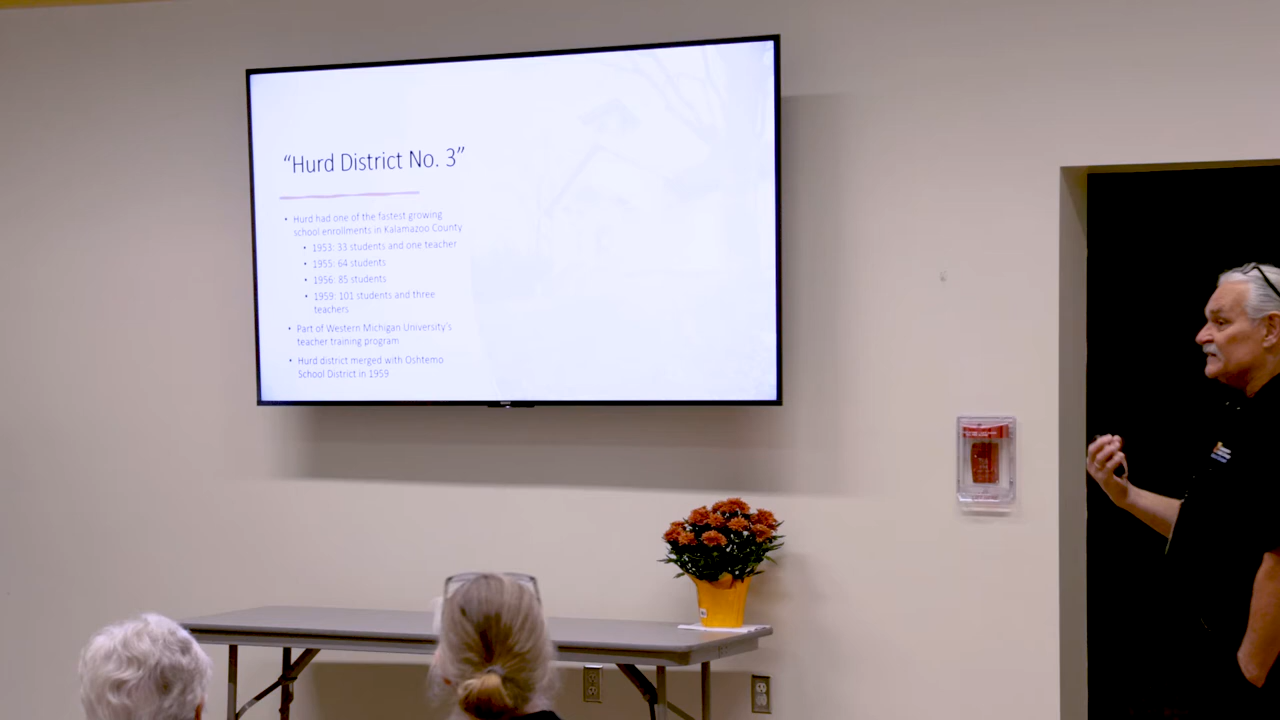 “Hurd District No. 3”
• Hurd had one of the fastest growing
school enrollments in Kalamazoo County
• 1953: 33 students and one teacher
• 1955: 64 students
• 1956: 85 students
• 1959: 101 students and three
teachers
• Part of Western Michigan University's
teacher training program
• Hurd district merged with Oshtemo
School District in 1959